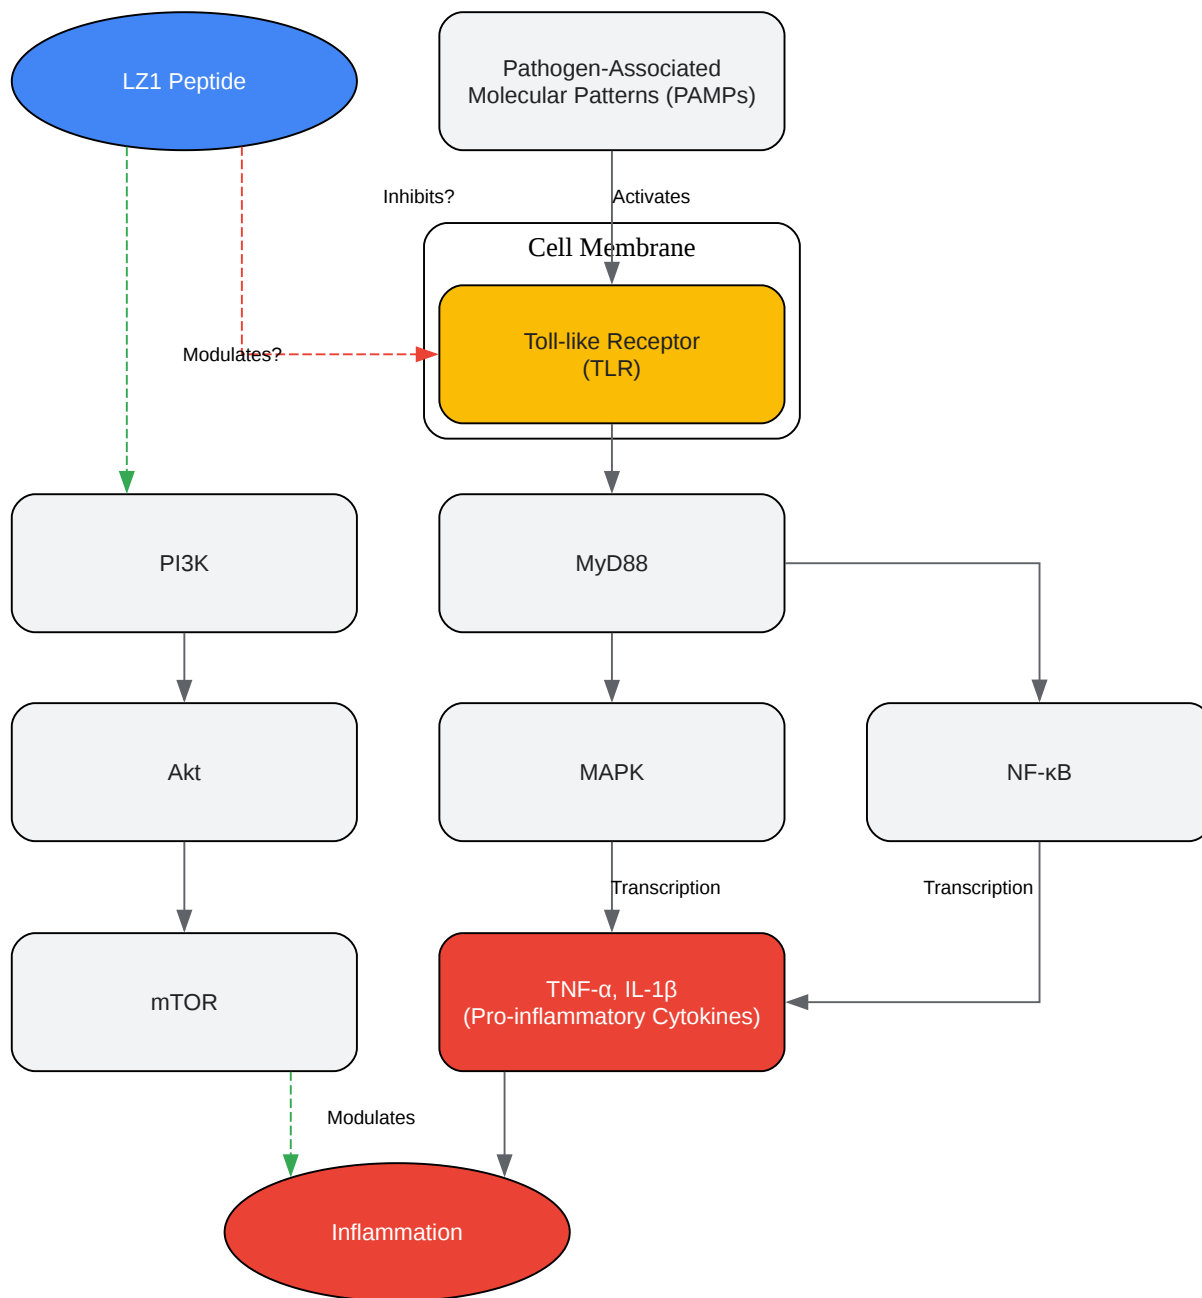 LZ1 Peptide
Pathogen-Associated
Molecular Patterns (PAMPs)
Inhibits?
Activates
Cell Membrane
Toll-like Receptor
(TLR)
Modulates?
PI3K
MyD88
Akt
MAPK
NF-κB
Transcription
Transcription
mTOR
TNF-α, IL-1β
(Pro-inflammatory Cytokines)
Modulates
Inflammation